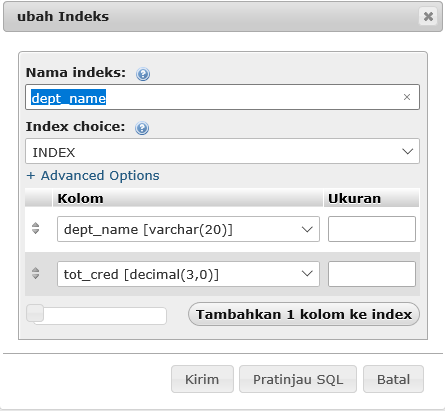 ubah Indeks
Nama indeks:
dept_name
Index choice:
INDEX
+ Advanced Options
Kolom Ukuran
dept_name [varchar(20)]
tot_cred [decimal(3,0)]
Tambahkan 1 kolom ke index
Kirim Pratinjau SQL Batal